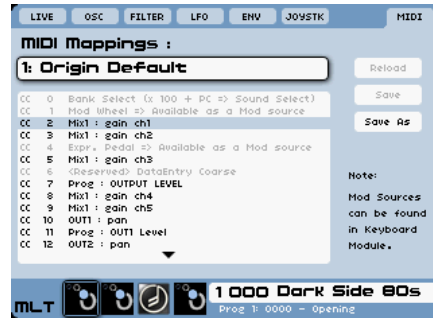 LIVE OSC FILTER LFO ENV JOYSTK MIDI
MIDI Mappings :
1: Origin Default
Reload
Save
Save As
CC 0 Bank Select (x 100 + PC => Sound Select)
CC 1 Mod Wheel => Available as a Mod source
CC 2 Mix1 : gain ch1
CC 3 Mix1 : gain ch2
CC 4 Expr. Pedal => Available as a Mod source
CC 5 Mix1 : gain ch3
CC 6 <Reserved> DataEntry Coarse
CC 7 Prog : OUTPUT LEVEL
CC 8 Mix1 : gain ch4
CC 9 Mix1 : gain ch5
CC 10 OUT1 : pan
CC 11 Prog : OUT1 Level
CC 12 OUT2 : pan
Note:
Mod Sources
can be found
in Keyboard
Module.
MLT
1 000 Dark Side 80s
Prog 1: 0000 - Opening